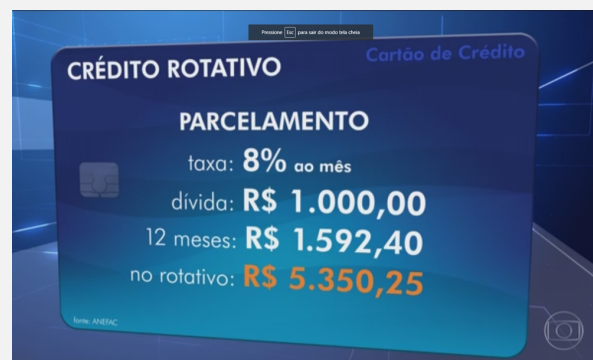 Pressione Esc para sair do modo tela cheia
Cartão de Crédito
CRÉDITO ROTATIVO
PARCELAMENTO
taxa: 8% ao mês
dívida: R$ 1.000,00
12 meses: R$ 1.592,40
no rotativo: R$ 5.350,25
fonte: ANEFAC